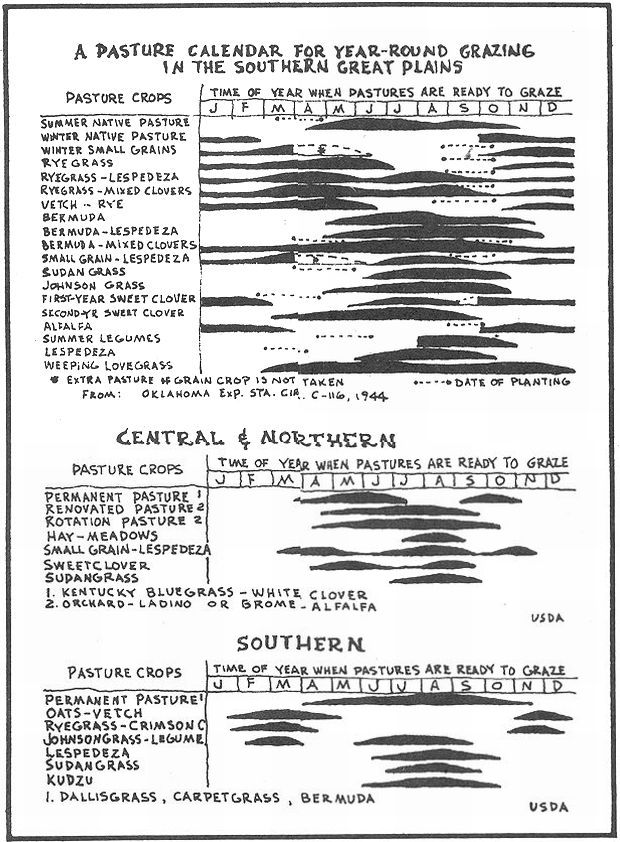 A PASTURE CALENDAR FOR YEAR-ROUND GRAZING
IN THE SOUTHERN GREAT PLAINS
PASTURE CROPS
TIME OF YEAR WHEN PASTURES ARE READY TO GRAZE
J F M A M J J A S O N D
SUMMER NATIVE PASTURE
WINTER NATIVE PASTURE
WINTER SMALL GRAINS
RYE GRASS
RYEGRASS-LESPEDEZA
RYEGRASS-MIXED CLOVERS
VETCH - RYE
BERMUDA
BERMUDA-LESPEDEZA
BERMUDA-MIXED CLOVERS
SMALL GRAIN-LESPEDEZA
SUDAN GRASS
JOHNSON GRASS
FIRST-YEAR SWEET CLOVER
SECOND-YR SWEET CLOVER
ALFALFA
SUMMER LEGUMES
LESPEDEZA
WEEPING LOVEGRASS
* EXTRA PASTURE IF GRAIN CROP IS NOT TAKEN
DATE OF PLANTING
FROM: OKLAHOMA EXP. STA. CIR. C-116, 1944
CENTRAL & NORTHERN
PASTURE CROPS
TIME OF YEAR WHEN PASTURES ARE READY TO GRAZE
J F M A M J J A S O N D
PERMANENT PASTURE 1
RENOVATED PASTURE 2
ROTATION PASTURE 2
HAY-MEADOWS
SMALL GRAIN-LESPEDEZA
SWEETCLOVER
SUDANGRASS
1. KENTUCKY BLUEGRASS - WHITE CLOVER
2. ORCHARD-LADINO OR BROME-ALFALFA
USDA
SOUTHERN
PASTURE CROPS
TIME OF YEAR WHEN PASTURES ARE READY TO GRAZE
J F M A M J J A S O N D
PERMANENT PASTURE 1
OATS-VETCH
RYEGRASS-CRIMSON C
JOHNSONGRASS-LEGUME
LESPEDEZA
SUDANGRASS
KUDZU
1. DALLISGRASS, CARPETGRASS, BERMUDA
USDA